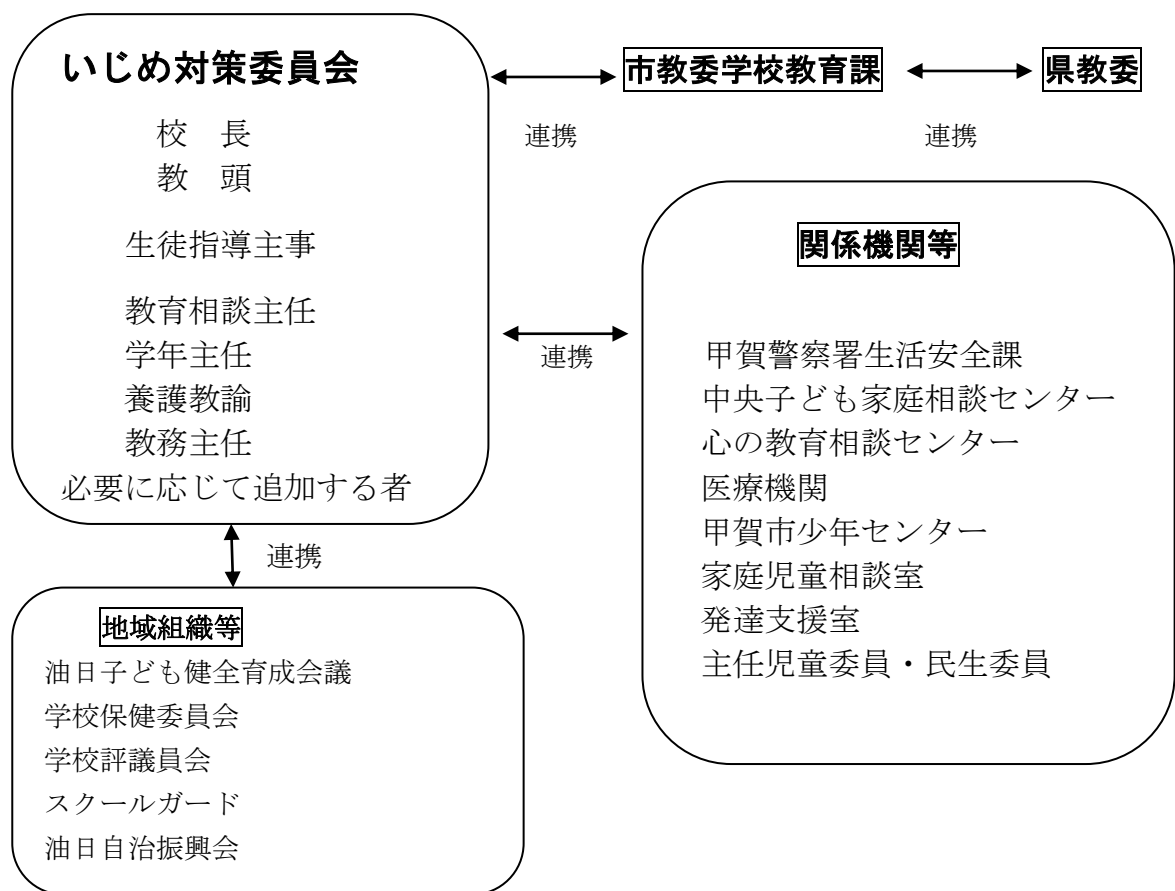 いじめ対策委員会
校　長
教　頭
生徒指導主事
教育相談主任
学年主任
養護教諭
教務主任
必要に応じて追加する者
連携
市教委学校教育課
連携
県教委
連携
関係機関等
甲賀警察署生活安全課
中央子ども家庭相談センター
心の教育相談センター
医療機関
甲賀市少年センター
家庭児童相談室
発達支援室
主任児童委員・民生委員
連携
地域組織等
油日子ども健全育成会議
学校保健委員会
学校評議員会
スクールガード
油日自治振興会